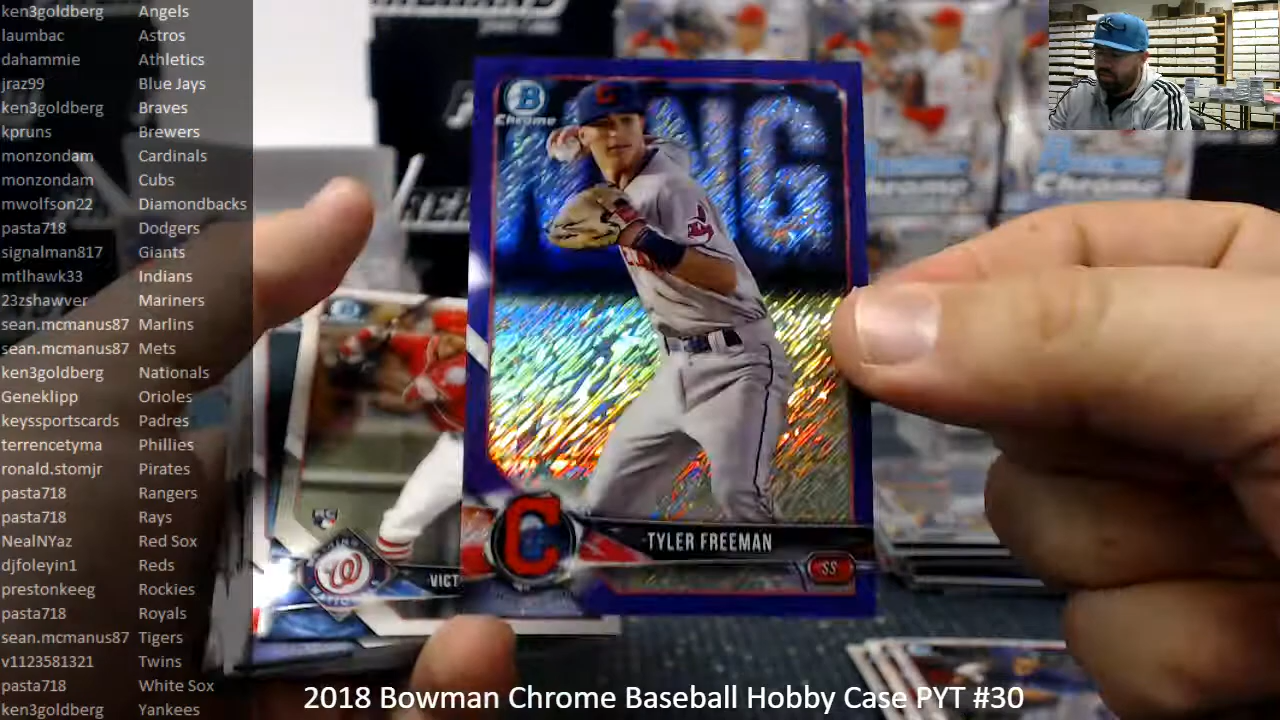 ken3goldberg Angels
laumbac Astros
dahammie Athletics
jraz99 Blue Jays
ken3goldberg Braves
kpruns Brewers
monzondam Cardinals
monzondam Cubs
mwolfson22 Diamondbacks
pasta718 Dodgers
signalman817 Giants
mtlhawk33 Indians
23zshawver Mariners
sean.mcmanus87 Marlins
sean.mcmanus87 Mets
ken3goldberg Nationals
Geneklipp Orioles
keyssportscards Padres
terrencetyma Phillies
ronald.stomjr Pirates
pasta718 Rangers
pasta718 Rays
NealNYaz Red Sox
djfoleyin1 Reds
prestonkeeg Rockies
pasta718 Royals
sean.mcmanus87 Tigers
v1123581321 Twins
pasta718 White Sox
ken3goldberg Yankees
B
Chrome
C
TYLER FREEMAN
SS
W
VICT
Chrome
2018 Bowman Chrome Baseball Hobby Case PYT #30